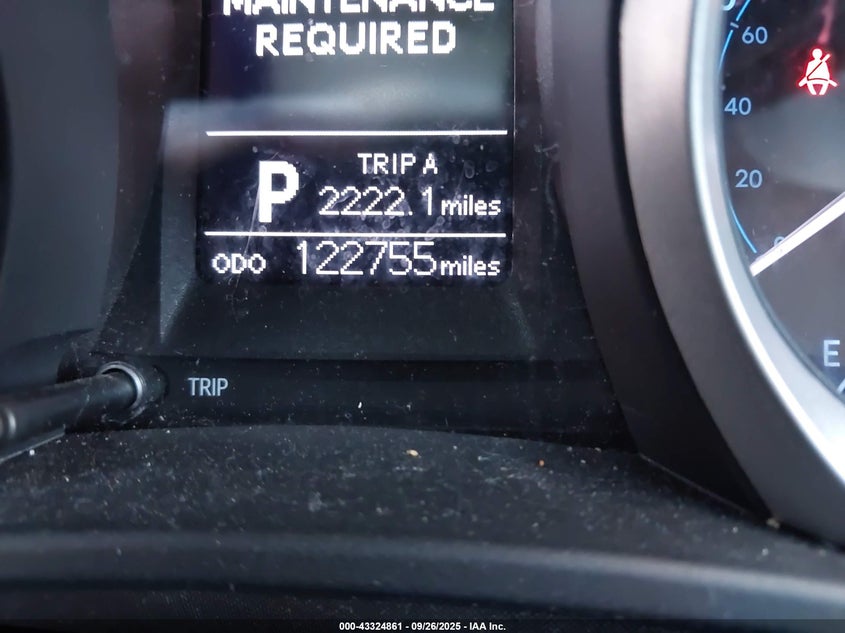 MAINTENANCE
REQUIRED
TRIP A
P
2222.1 miles
ODO 122755 miles
TRIP
60
40
20
0
E
000-43324861 - 09/26/2025 - IAA Inc.